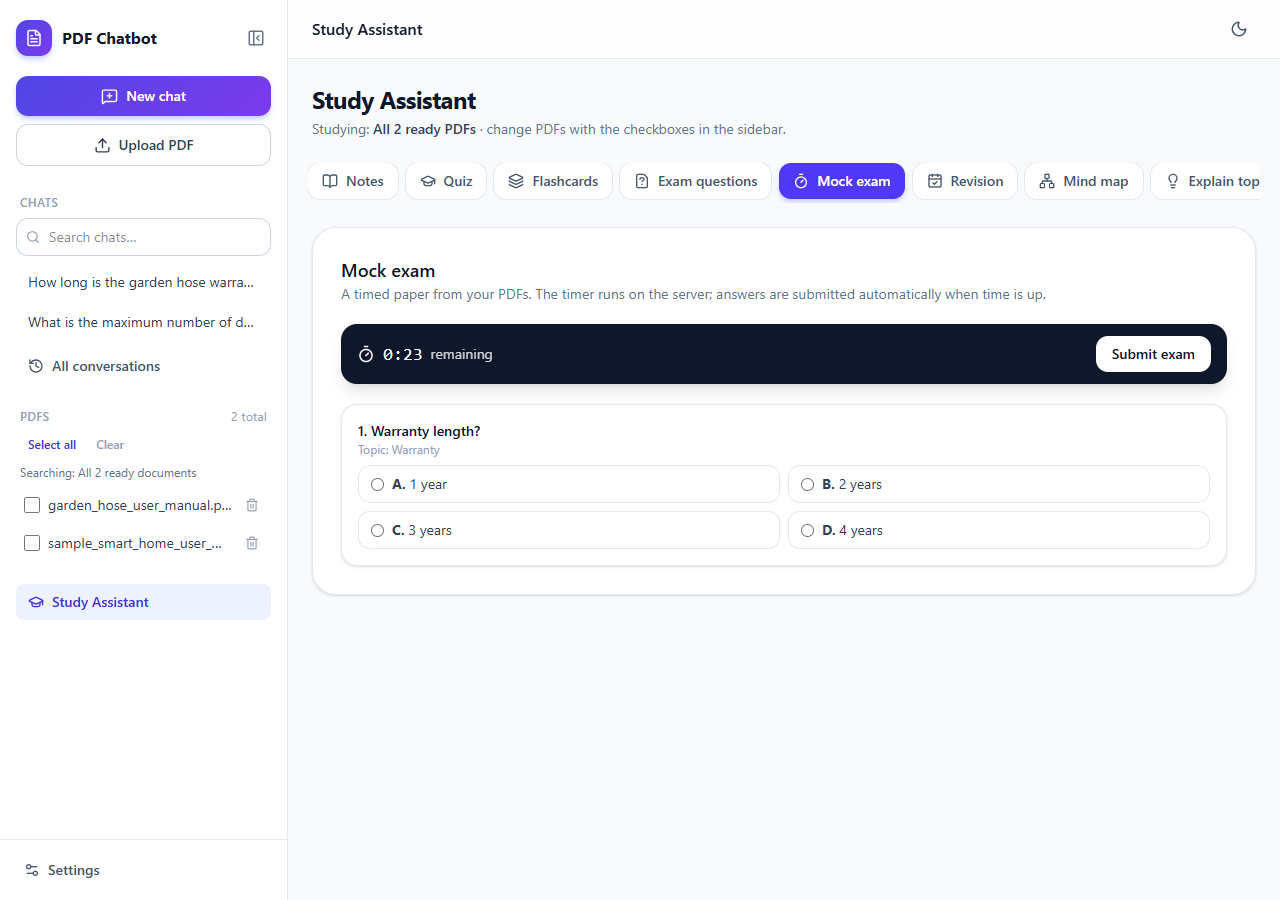 PDF Chatbot
New chat
Upload PDF
CHATS
Search chats...
How long is the garden hose warra...
What is the maximum number of d...
All conversations
PDFS 2 total
Select all Clear
Searching: All 2 ready documents
garden_hose_user_manual.p...
sample_smart_home_user_...
Study Assistant
Settings
Study Assistant
Study Assistant
Studying: All 2 ready PDFs · change PDFs with the checkboxes in the sidebar.
Notes Quiz Flashcards Exam questions Mock exam Revision Mind map Explain top
Mock exam
A timed paper from your PDFs. The timer runs on the server; answers are submitted automatically when time is up.
0:23 remaining Submit exam
1. Warranty length?
Topic: Warranty
A. 1 year B. 2 years
C. 3 years D. 4 years